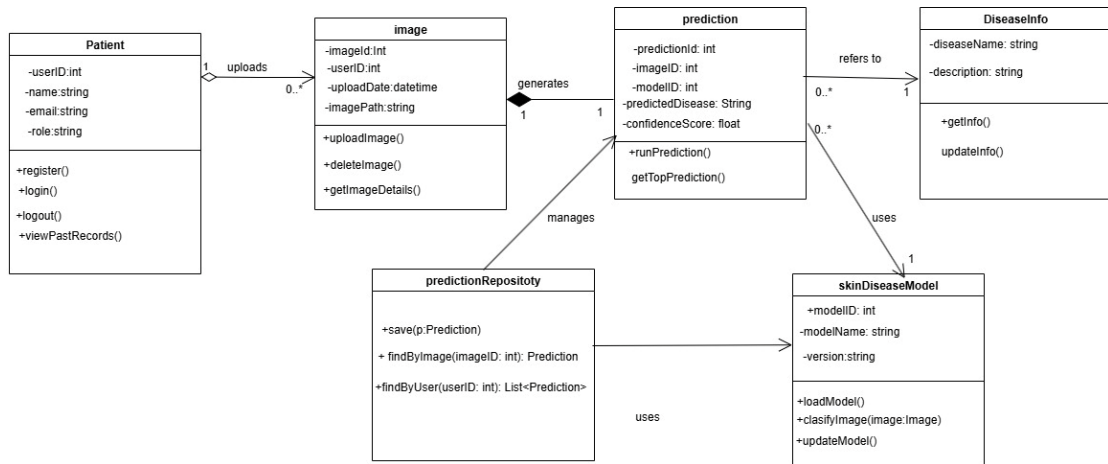 Patient
-userID:int
-name:string
-email:string
-role:string
+register()
+login()
+logout()
+viewPastRecords()
1
uploads
0..*
image
-imageId:Int
-userID:int
-uploadDate:datetime
-imagePath:string
+uploadImage()
+deleteImage()
+getImageDetails()
generates
1
1
prediction
-predictionId: int
-imageID: int
-modelID: int
-predictedDisease: String
-confidenceScore: float
+runPrediction()
getTopPrediction()
refers to
0..*
1
DiseaseInfo
-diseaseName: string
-description: string
+getInfo()
updateInfo()
0..*
uses
1
manages
predictionRepositoty
+save(p:Prediction)
+ findByImage(imageID: int): Prediction
+findByUser(userID: int): List<Prediction>
uses
skinDiseaseModel
+modelID: int
-modelName: string
-version:string
+loadModel()
+clasifyImage(image:Image)
+updateModel()